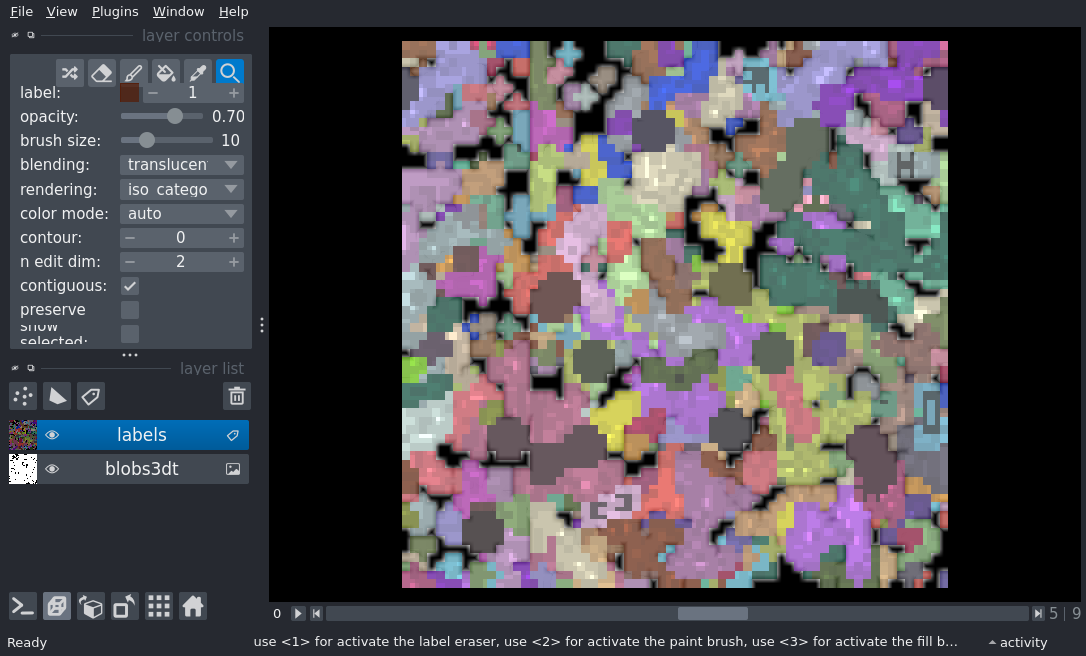 File View Plugins Window Help
layer controls
label: 1
opacity: 0.70
brush size: 10
blending: translucen
rendering: iso_catego
color mode: auto
contour: 0
n edit dim: 2
contiguous:
preserve
show
selected:
layer list
labels
blobs3dt
0 5 | 9
Ready use <1> for activate the label eraser, use <2> for activate the paint brush, use <3> for activate the fill b... activity